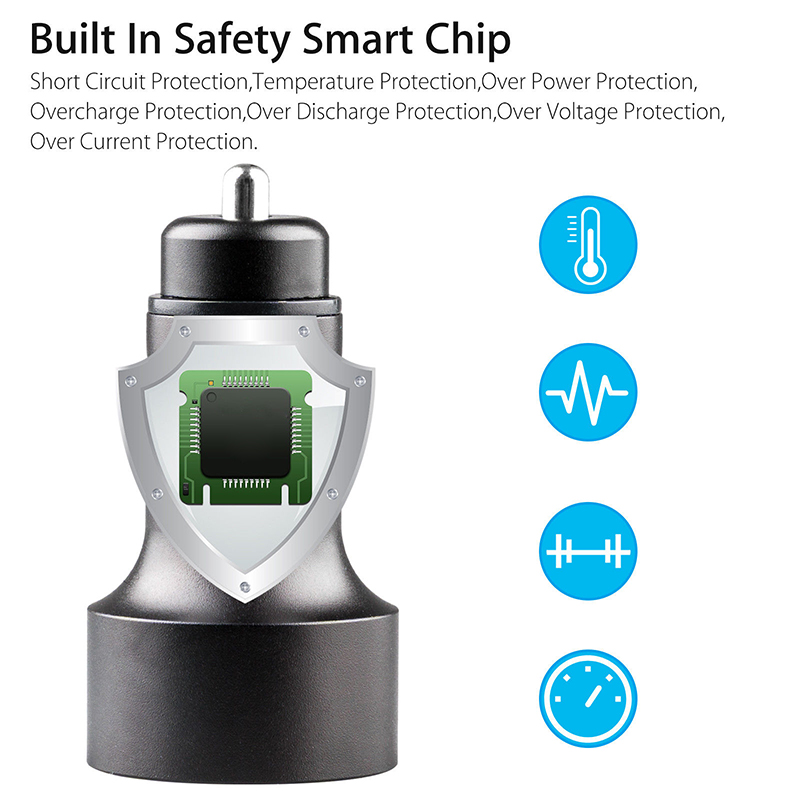 Built In Safety Smart Chip
Short Circuit Protection,Temperature Protection,Over Power Protection,
Overcharge Protection,Over Discharge Protection,Over Voltage Protection,
Over Current Protection.